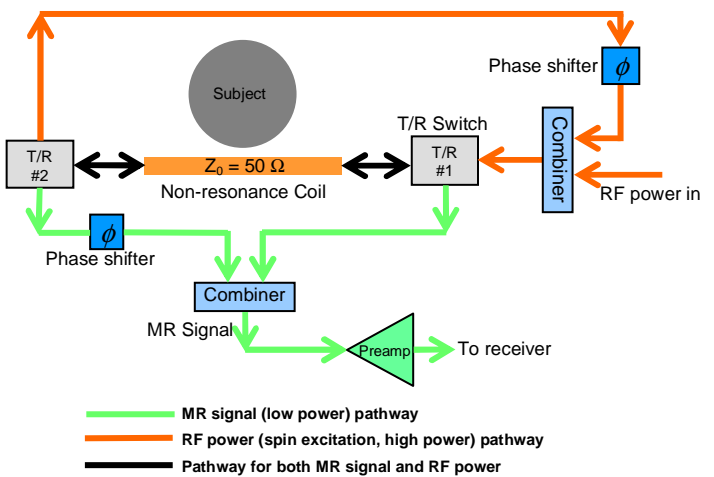 Phase shifter
ϕ
Subject
T/R Switch
Combiner
T/R
#2
Z₀ = 50 Ω
T/R
#1
Non-resonance Coil
RF power in
ϕ
Phase shifter
Combiner
MR Signal
Preamp
To receiver
MR signal (low power) pathway
RF power (spin excitation, high power) pathway
Pathway for both MR signal and RF power